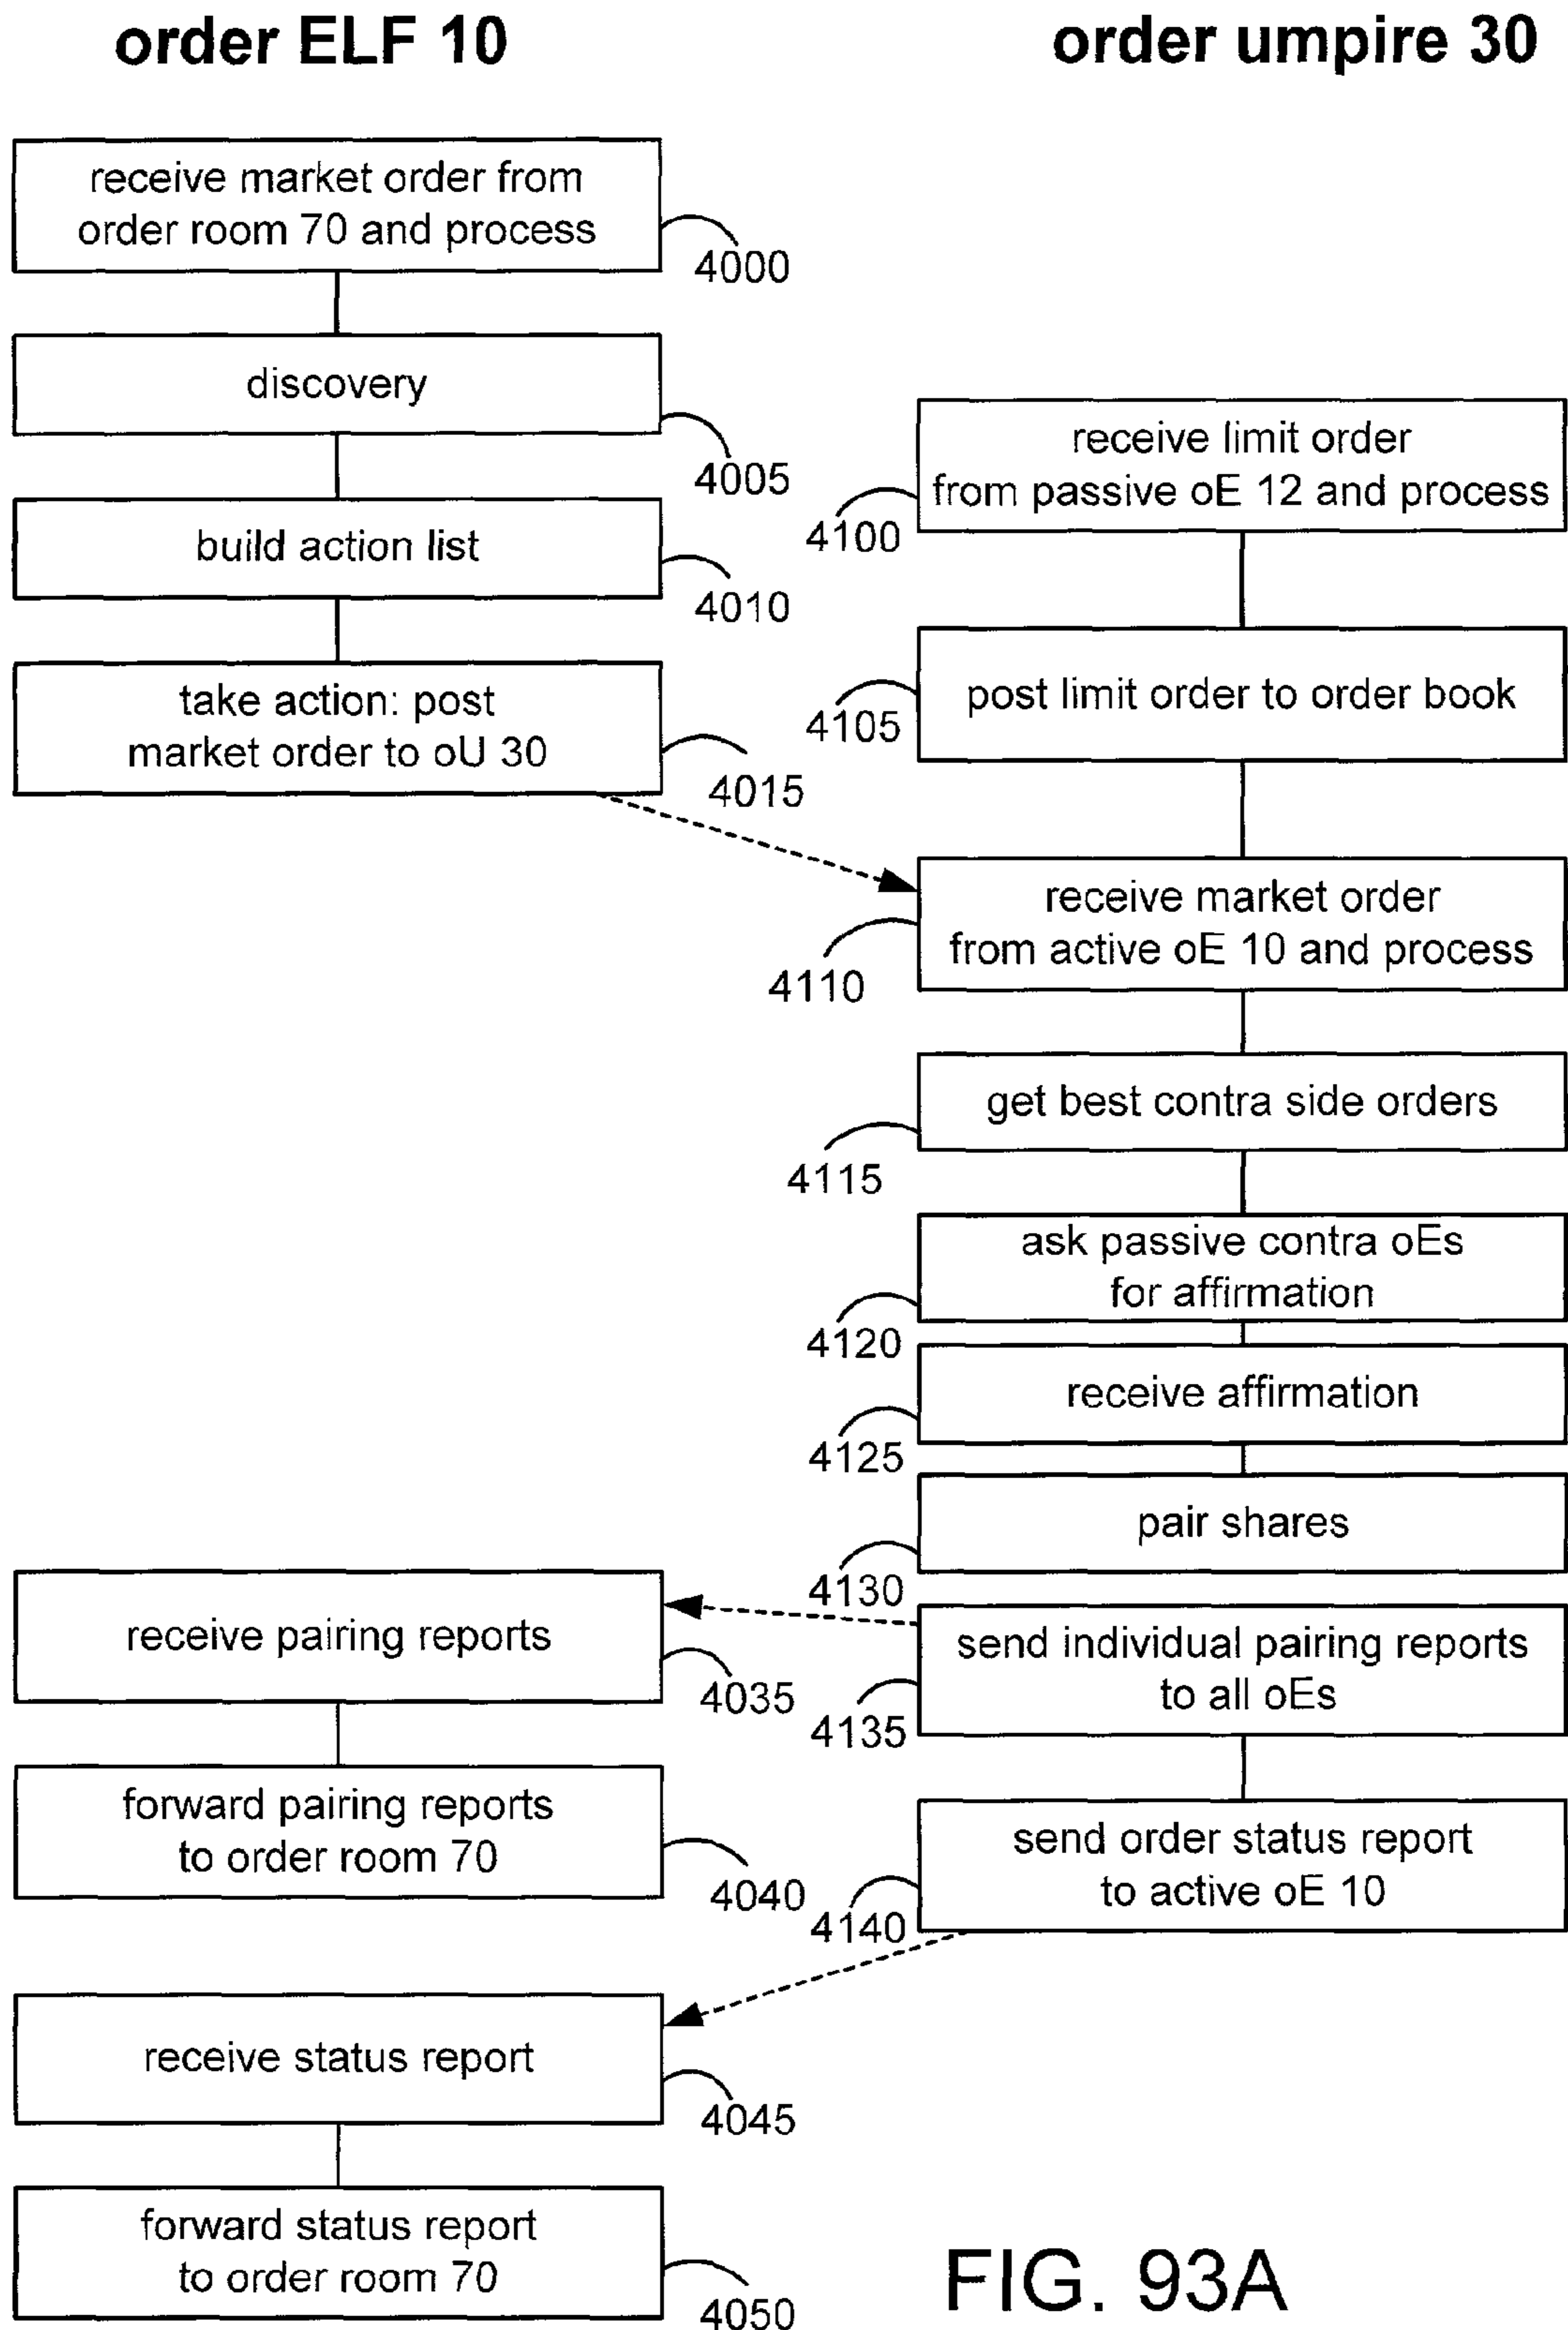 order ELF 10
order umpire 30
receive market order from
order room 70 and process
4000
discovery
4005
build action list
4010
take action: post
market order to oU 30
4015
receive limit order
from passive oE 12 and process
4100
post limit order to order book
4105
receive market order
from active oE 10 and process
4110
get best contra side orders
4115
ask passive contra oEs
for affirmation
4120
receive affirmation
4125
pair shares
4130
send individual pairing reports
to all oEs
4135
receive pairing reports
4035
forward pairing reports
to order room 70
4040
send order status report
to active oE 10
4140
receive status report
4045
forward status report
to order room 70
4050
FIG. 93A